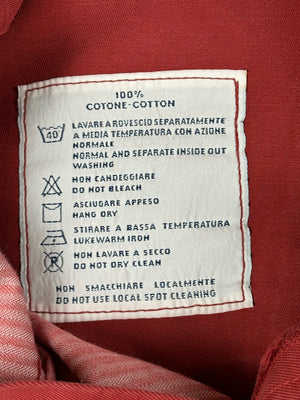 100%
COTONE-COTTON
40
LAVARE A ROVESCIO SEPARATAMENTE
A MEDIA TEMPERATURA CON AZIONE
NORMALE
NORMAL AND SEPARATE INSIDE OUT
WASHING
NON CANDEGGIARE
DO NOT BLEACH
ASCIUGARE APPESO
HANG DRY
STIRARE A BASSA TEMPERATURA
LUKEWARM IRON
R
NON LAVARE A SECCO
DO NOT DRY CLEAN
NON SMACCHIARE LOCALMENTE
DO NOT USE LOCAL SPOT CLEANING